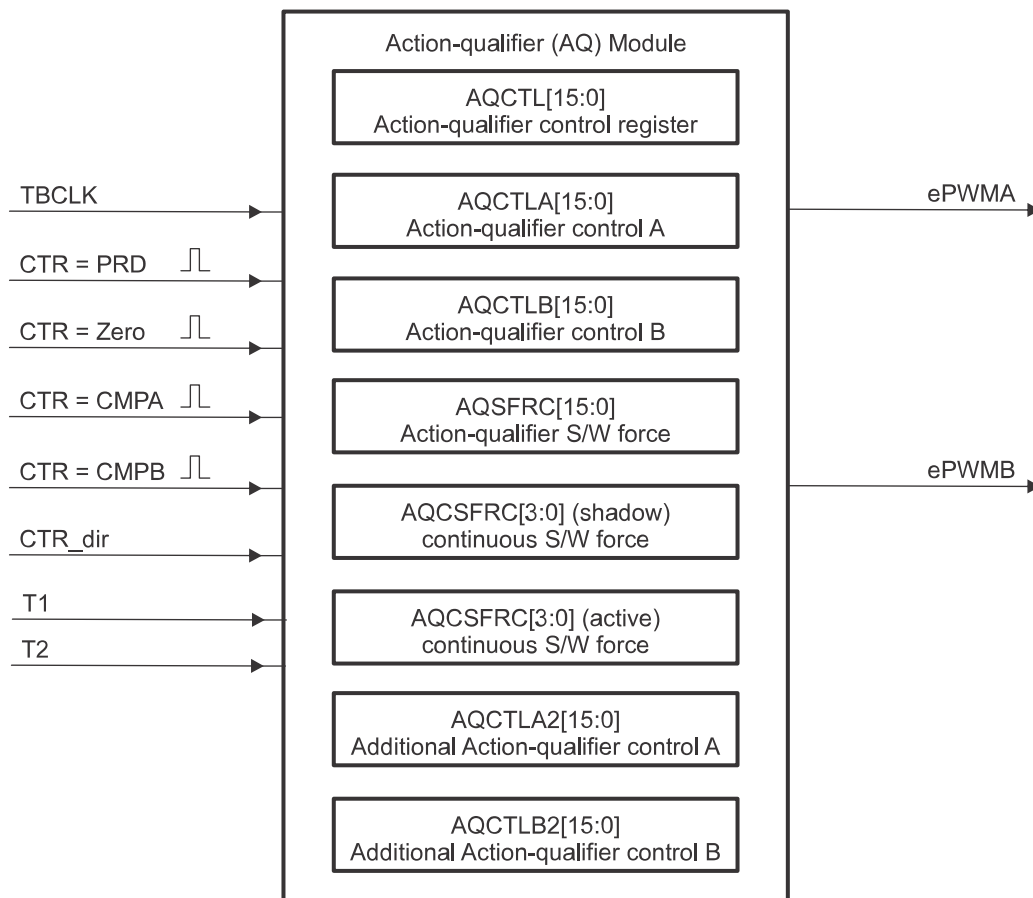 Action-qualifier (AQ) Module
AQCTL[15:0]
Action-qualifier control register
TBCLK
AQCTLA[15:0]
Action-qualifier control A
ePWMA
CTR = PRD
CTR = Zero
AQCTLB[15:0]
Action-qualifier control B
CTR = CMPA
AQSFRC[15:0]
Action-qualifier S/W force
CTR = CMPB
ePWMB
AQCSFRC[3:0] (shadow)
continuous S/W force
CTR_dir
T1
AQCSFRC[3:0] (active)
continuous S/W force
T2
AQCTLA2[15:0]
Additional Action-qualifier control A
AQCTLB2[15:0]
Additional Action-qualifier control B